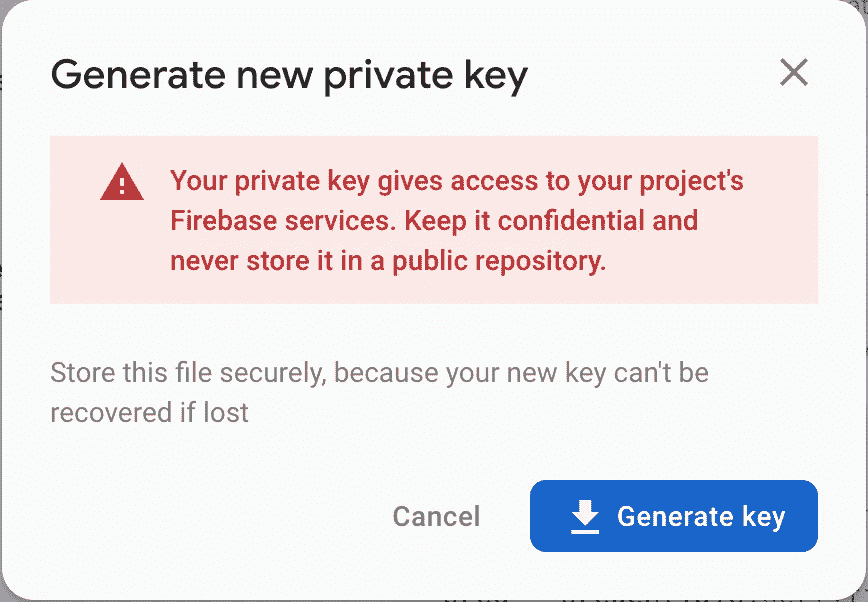 Generate new private key
Your private key gives access to your project's
Firebase services. Keep it confidential and
never store it in a public repository.
Store this file securely, because your new key can't be
recovered if lost
Cancel
Generate key